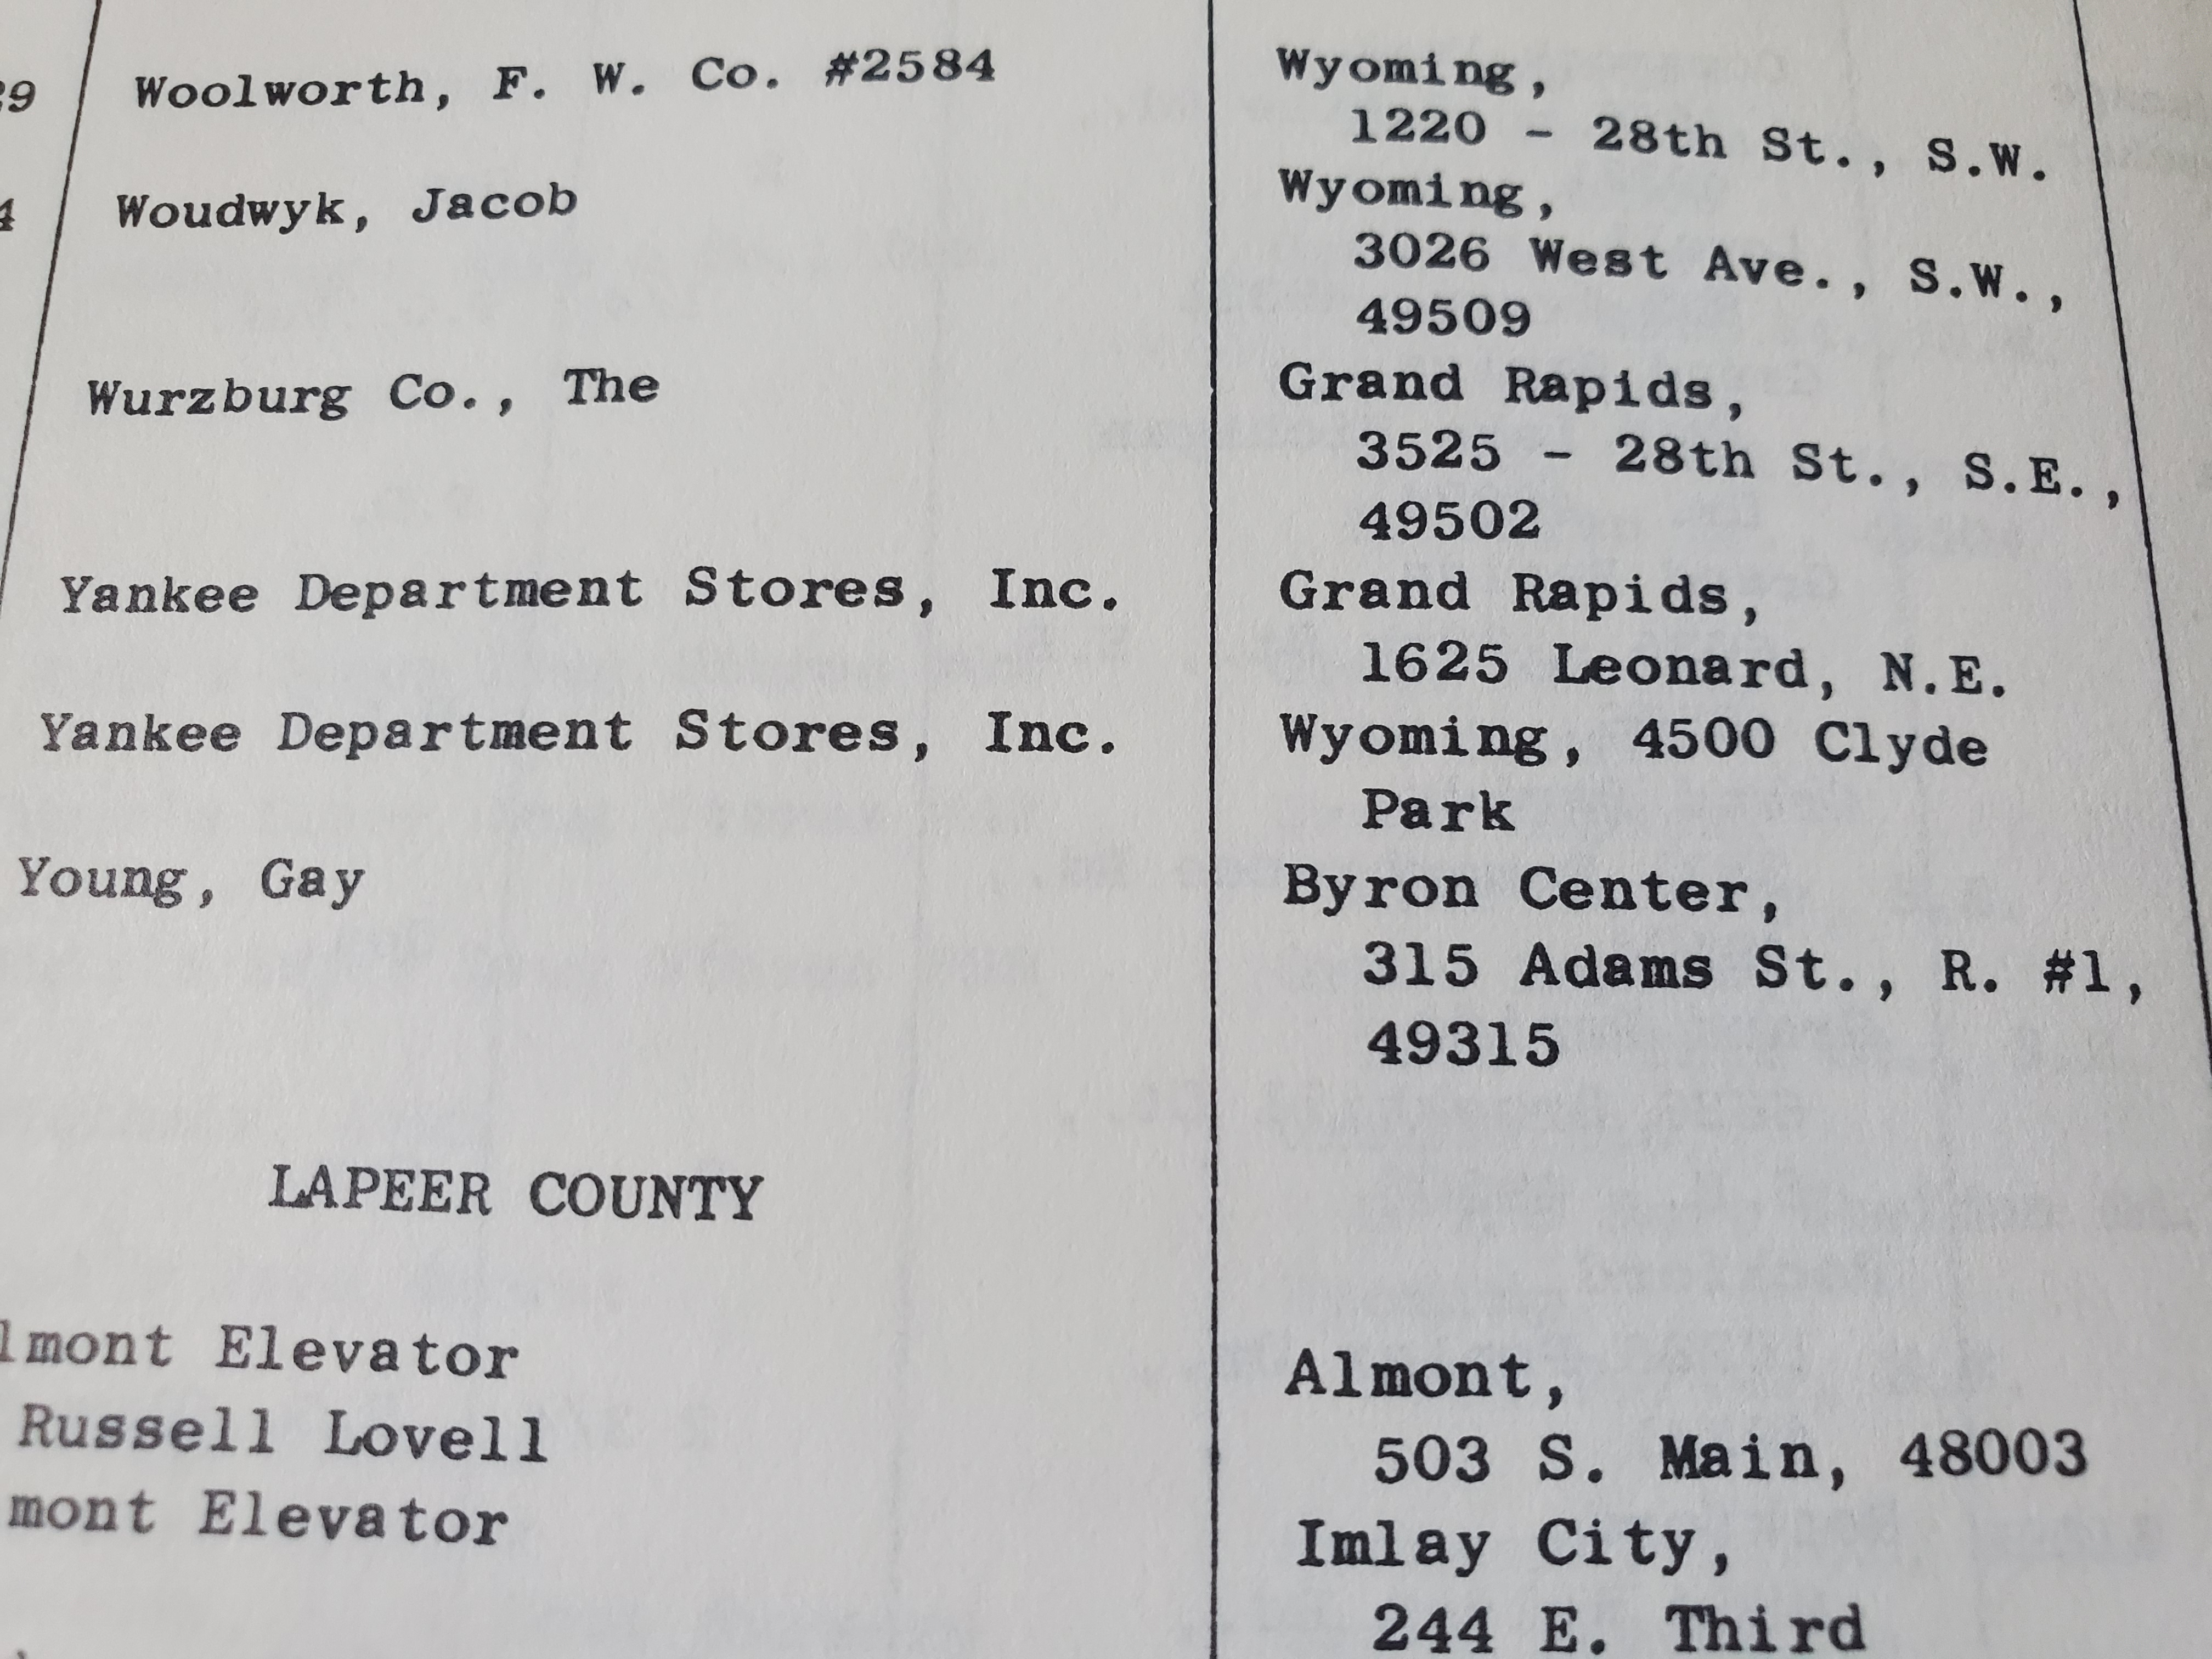 29 Woolworth, F. W. Co. #2584 Wyoming,
1220 - 28th St., S.W.
4 Woudwyk, Jacob Wyoming,
3026 West Ave., S.W.,
49509
Wurzburg Co., The Grand Rapids,
3525 - 28th St., S.E.,
49502
Yankee Department Stores, Inc. Grand Rapids,
1625 Leonard, N.E.
Yankee Department Stores, Inc. Wyoming, 4500 Clyde
Park
Young, Gay Byron Center,
315 Adams St., R. #1,
49315
LAPEER COUNTY
lmont Elevator Almont,
Russell Lovell 503 S. Main, 48003
mont Elevator Imlay City,
244 E. Third